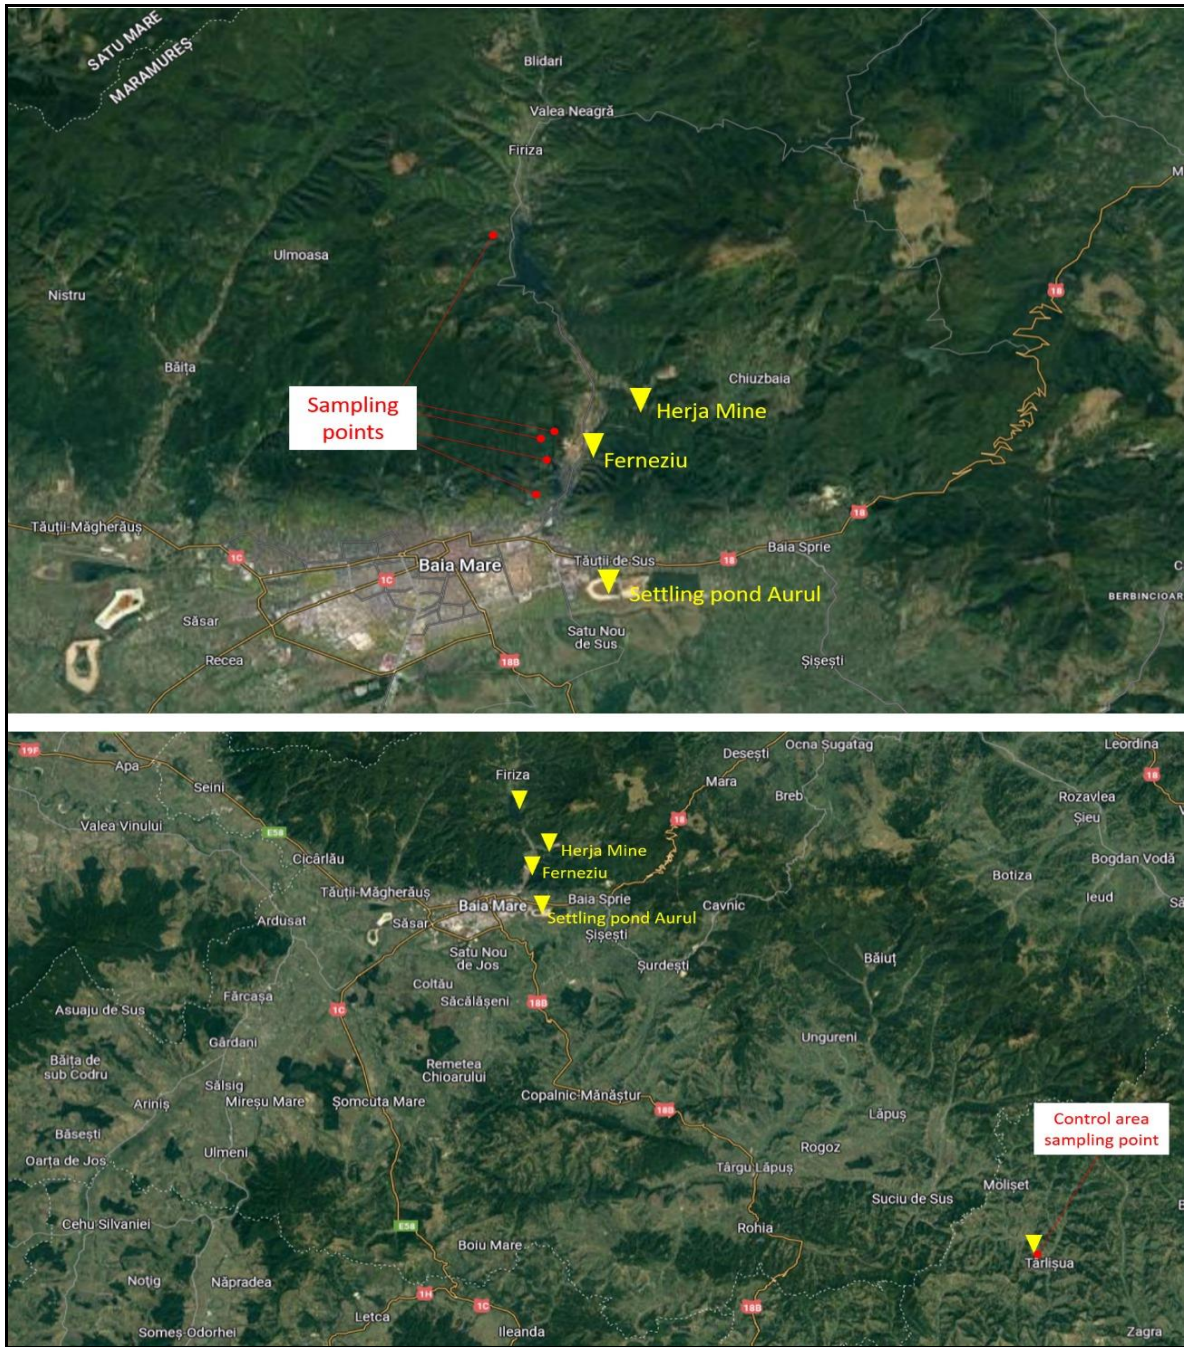 SATU MARE
MARAMUREȘ
Blidari
Valea Neagră
Firiza
M
Ulmoasa
Nistru
18
Băița
Chiuzbaia
Sampling
points
Herja Mine
Ferneziu
Tăuții-Măgherăuș
18
1C
Baia Sprie
Baia Mare
Tăuții de Sus
18
1C
Settling pond Aurul
C
BERBINCIOAR
Săsar
Satu Nou
de Sus
Recea
18B
Șișești
19F
Apa
Seini
Firiza
Desești
Ocna Șugatag
Leordina
Mara
18
Breb
Rozavlea
Șieu
Valea Vinului
E58
18
Cicârlău
Herja Mine
Ferneziu
Bogdan Vodă
Botiza
Ieud
Tăuții-Măgherăuș
Baia Mare
Baia Sprie
Cavnic
Să
Ardusat
Săsar
Settling pond Aurul
Șișești
Satu Nou
de Jos
Șurdești
Băiuț
Coltău
Săcălășeni
Fărcașa
1C
18B
Asuaju de Sus
Gârdani
Ungureni
Băița de
sub Codru
Remetea
Chioarului
Sălsig
Ariniș
Mireșu Mare
Șomcuta Mare
Copalnic-Mănăștur
18B
Lăpuș
Control area
sampling point
Băsești
Oarța de Jos
Ulmeni
Rogoz
Târgu Lăpuș
Molișet
Suciu de Sus
Cehu Silvaniei
E58
Rohia
Boiu Mare
Târlișua
Notig
Năpradea
1H
1C
18B
Letca
Someș-Odorhei
Ileanda
Zagra